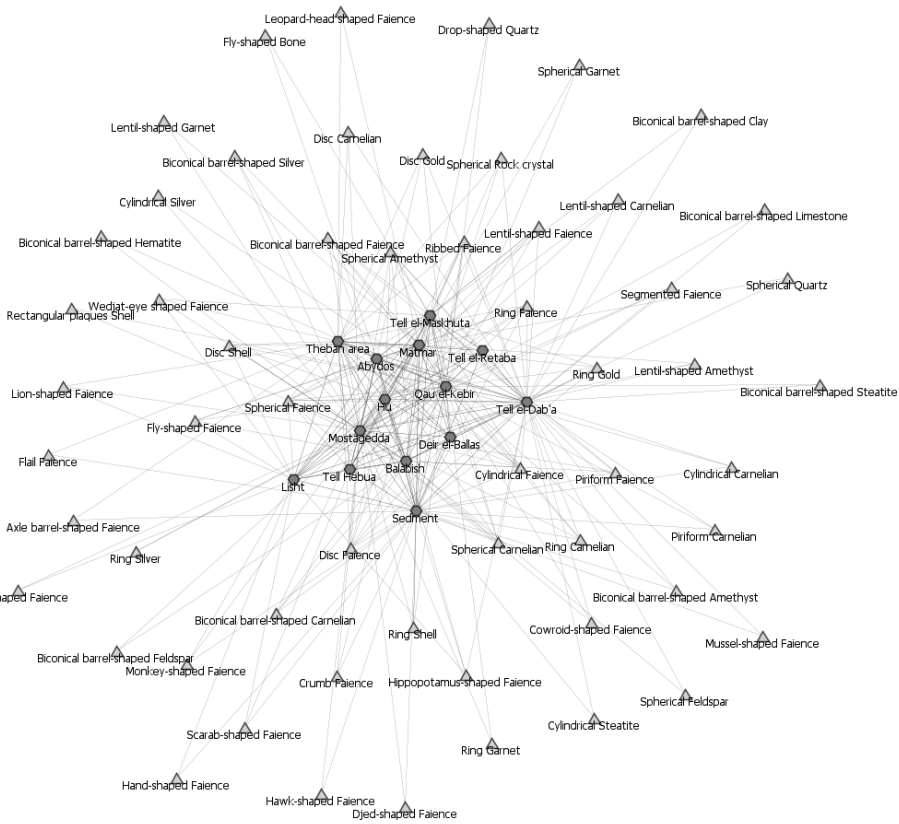 Leopard-head shaped Faience
Drop-shaped Quartz
Fly-shaped Bone
Spherical Garnet
Biconical barrel-shaped Clay
Lentil-shaped Garnet
Disc Carnelian
Biconical barrel-shaped Silver
Disc Gold
Spherical Rock crystal
Cylindrical Silver
Lentil-shaped Carnelian
Biconical barrel-shaped Limestone
Lentil-shaped Faience
Biconical barrel-shaped Hematite
Biconical barrel-shaped Faience
Ribbed Faience
Spherical Amethyst
Spherical Quartz
Segmented Faience
Wedjat-eye shaped Faience
Rectangular plaques Shell
Ring Faience
Tell el-Maskhuta
Theban area
Disc Shell
Matmar
Tell el-Retaba
Abydos
Ring Gold
Lentil-shaped Amethyst
Lion-shaped Faience
Qau el-Kebir
Biconical barrel-shaped Steatite
Spherical Faience
Hu
Tell el-Dab'a
Fly-shaped Faience
Mostagedda
Deir el-Ballas
Flail Faience
Balabish
Tell Hebua
Cylindrical Faience
Piriform Faience
Cylindrical Carnelian
Lisht
Sediment
Axle barrel-shaped Faience
Piriform Carnelian
Ring Silver
Disc Faience
Spherical Carnelian
Ring Carnelian
aped Faience
Biconical barrel-shaped Amethyst
Biconical barrel-shaped Carnelian
Ring Shell
Cowroid-shaped Faience
Mussel-shaped Faience
Biconical barrel-shaped Feldspar
Monkey-shaped Faience
Crumb Faience
Hippopotamus-shaped Faience
Spherical Feldspar
Cylindrical Steatite
Scarab-shaped Faience
Ring Garnet
Hand-shaped Faience
Hawk-shaped Faience
Djed-shaped Faience